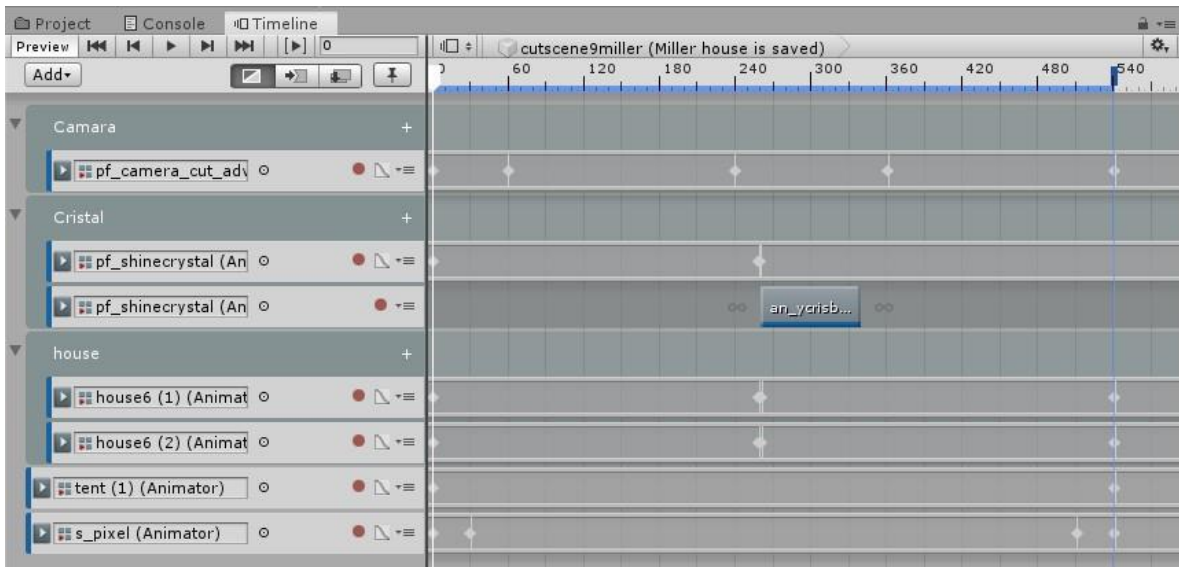 Project Console Timeline
Preview 0 cutscene9miller (Miller house is saved)
Add
0 60 120 180 240 300 360 420 480 540
Camara
pf_camera_cut_adv
Cristal
pf_shinecrystal (An
pf_shinecrystal (An
an_ycrisb...
house
house6 (1) (Animat
house6 (2) (Animat
tent (1) (Animator)
s_pixel (Animator)